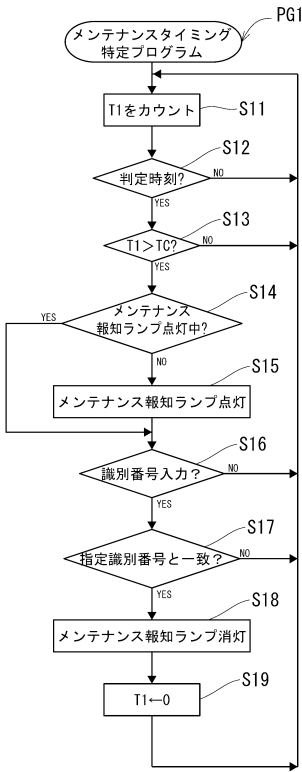 PG1
メンテナンスタイミング
特定プログラム
T1をカウント
S11
S12
判定時刻?
NO
YES
S13
T1>TC?
NO
YES
S14
メンテナンス
報知ランプ点灯中?
YES
NO
S15
メンテナンス報知ランプ点灯
S16
識別番号入力?
NO
YES
S17
指定識別番号と一致?
NO
YES
S18
メンテナンス報知ランプ消灯
S19
T1←0